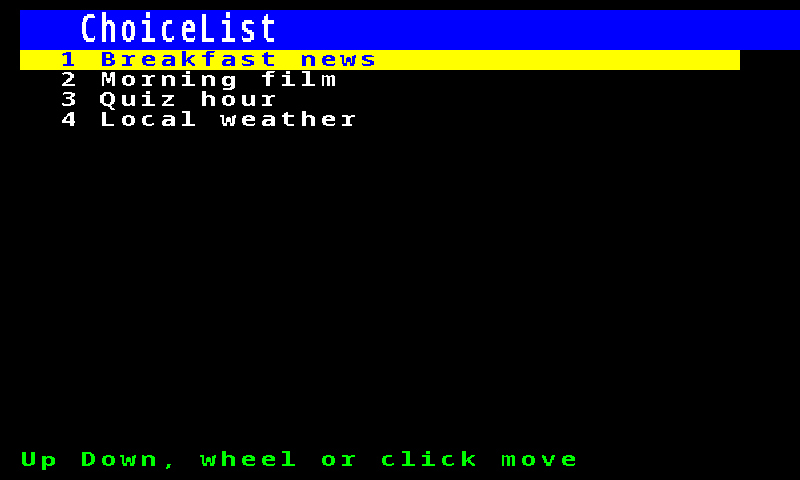 ChoiceList
1 Breakfast news
2 Morning film
3 Quiz hour
4 Local weather
Up Down, wheel or click move